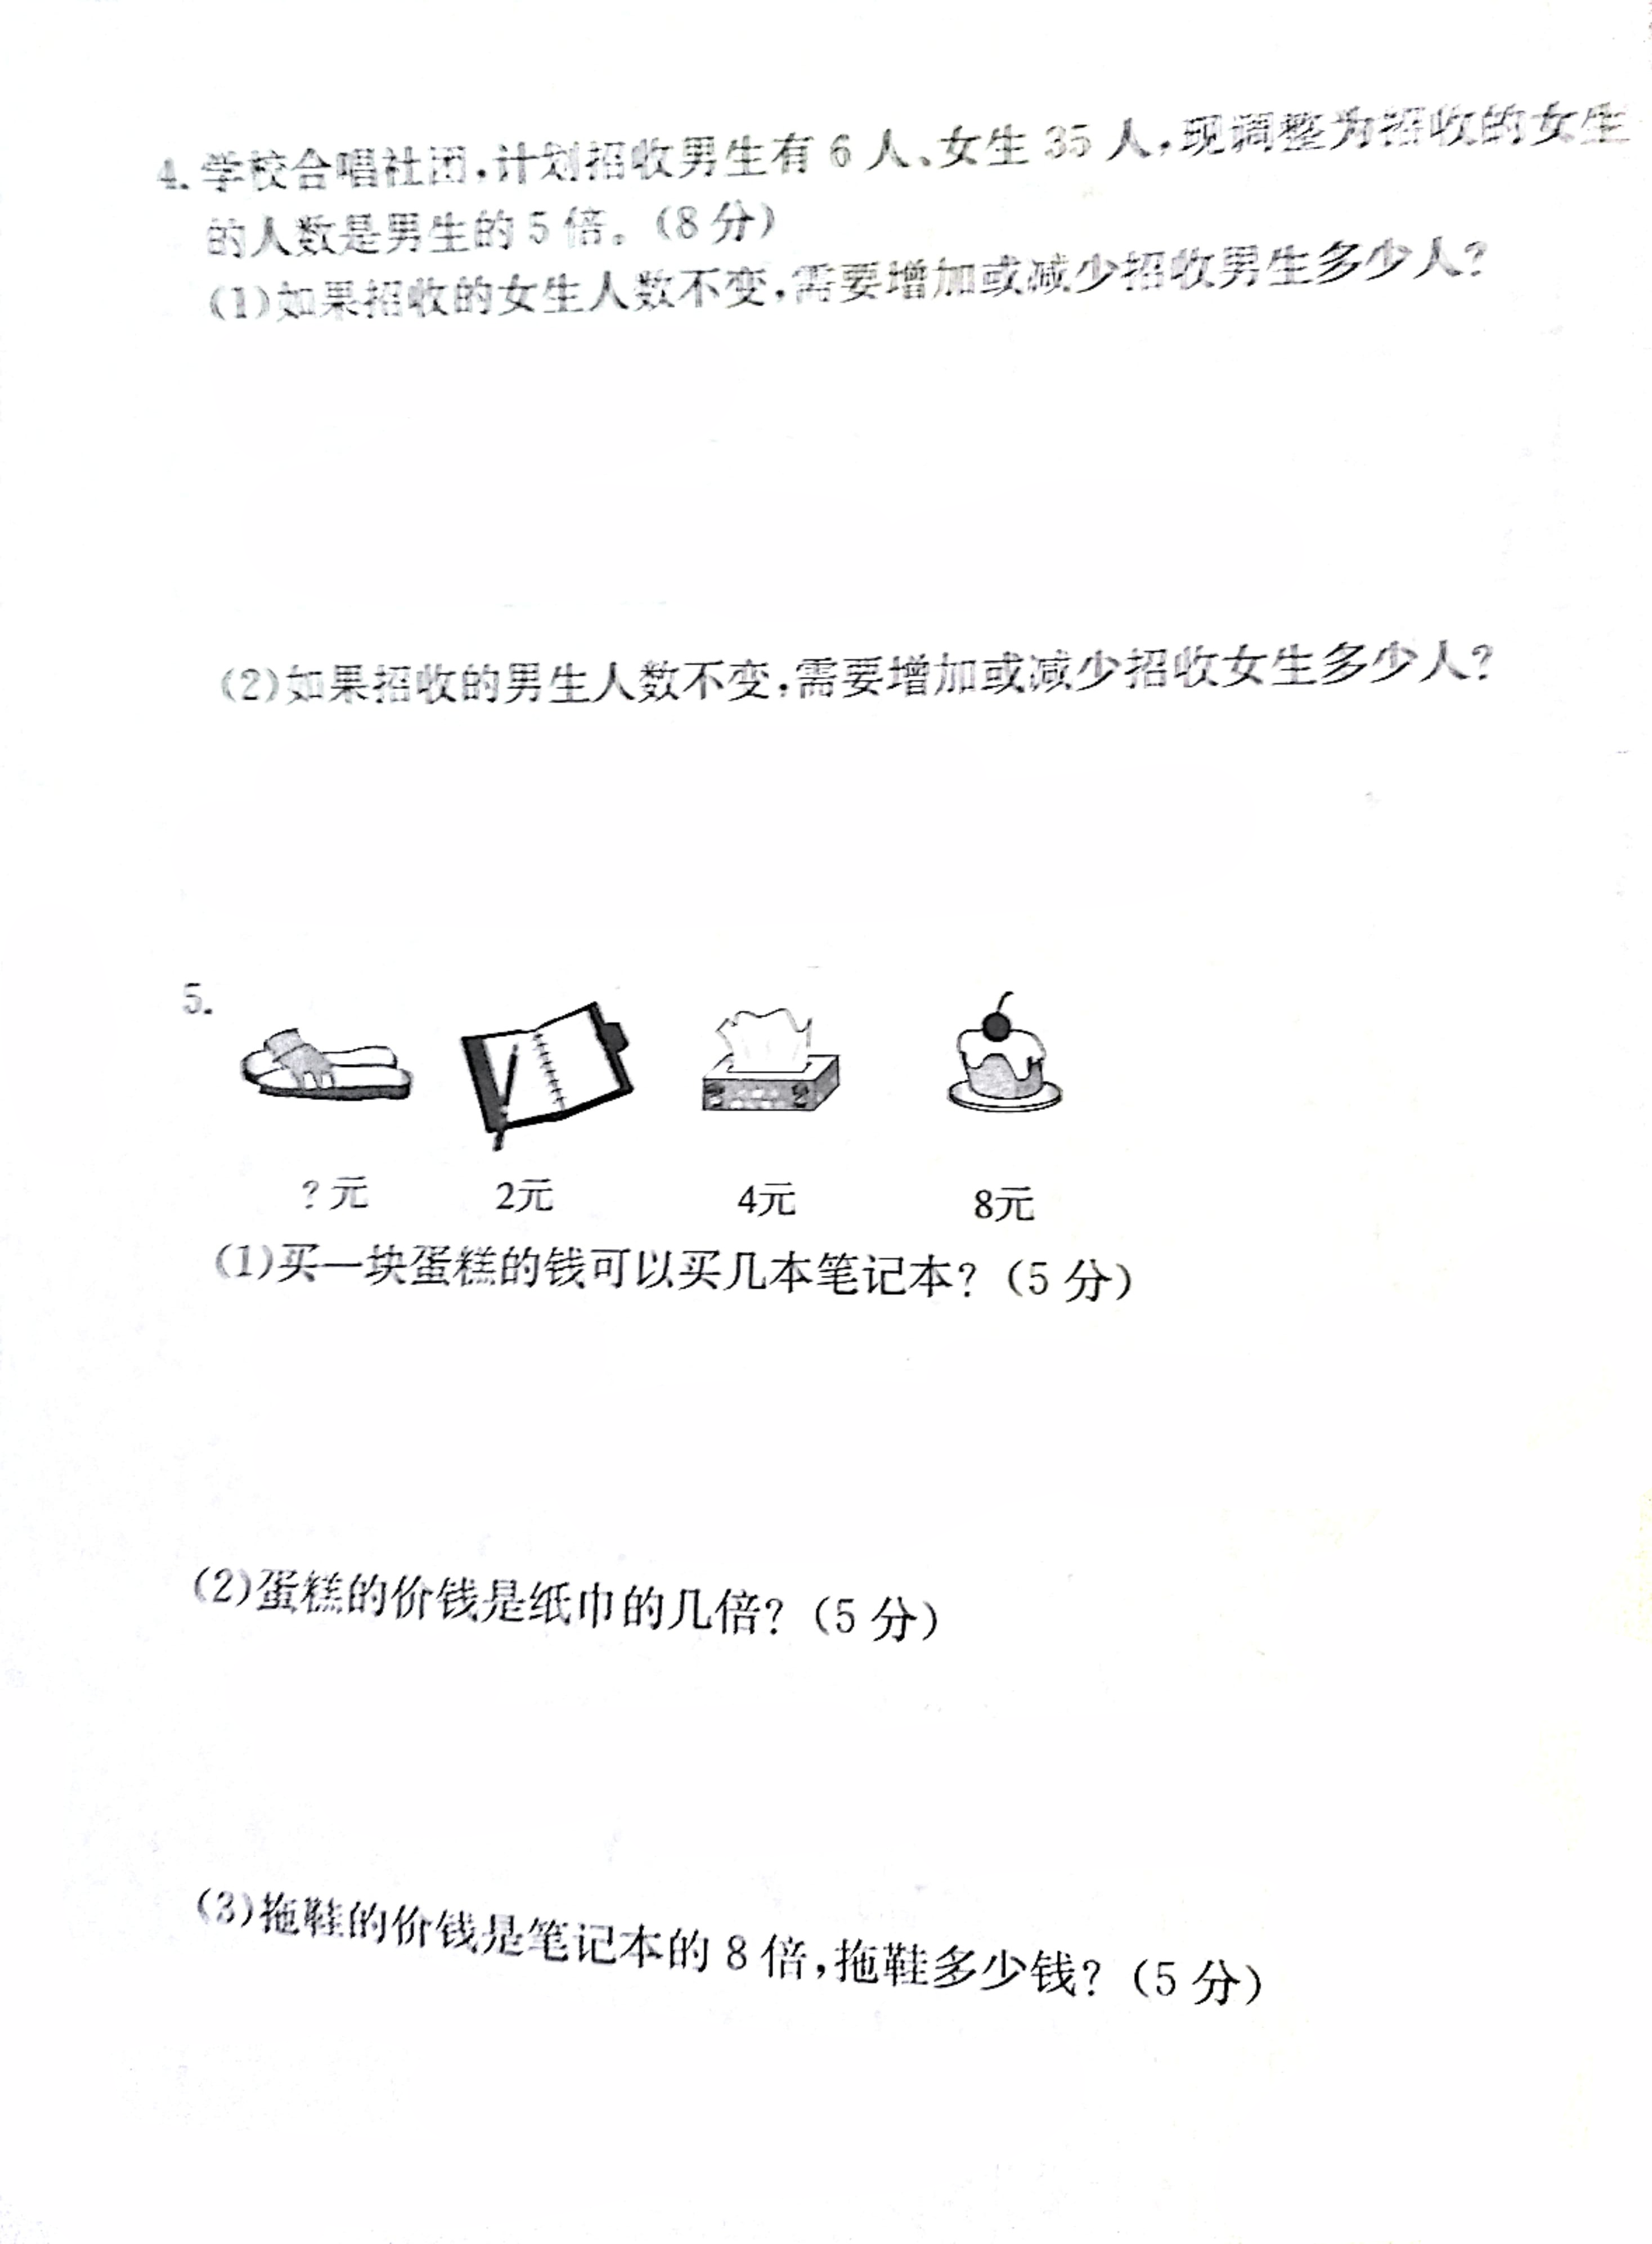 4.学校合唱社团,计划招收男生有6人、女生35人,现调整为招收的女生
的人数是男生的5倍。(8分)
(1)如果招收的女生人数不变,需要增加或减少招收男生多少人?
(2)如果招收的男生人数不变,需要增加或减少招收女生多少人?
5.
?元 2元 4元 8元
(1)买一块蛋糕的钱可以买几本笔记本?(5分)
(2)蛋糕的价钱是纸巾的几倍?(5分)
(3)拖鞋的价钱是笔记本的8倍,拖鞋多少钱?(5分)